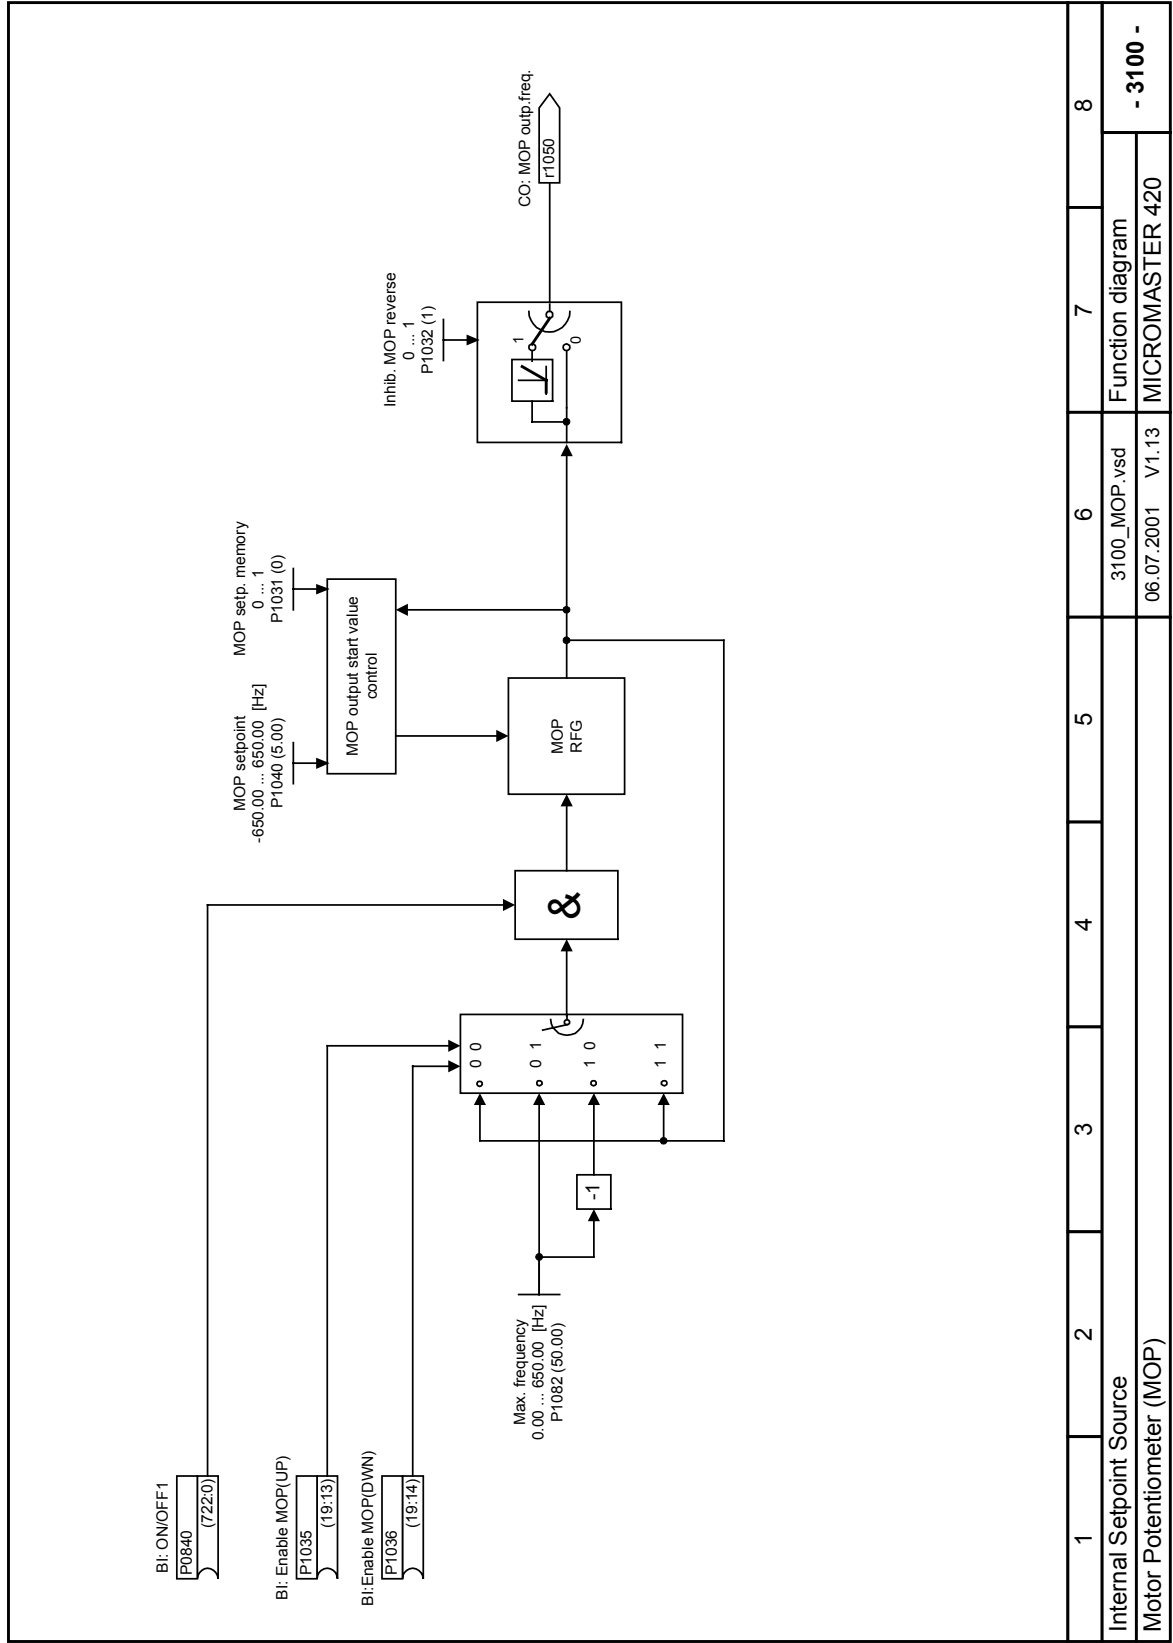 BI: ON/OFF1
P0840
(722:0)
BI: Enable MOP(UP)
P1035
(19:13)
BI:Enable MOP(DWN)
P1036
(19:14)
Max. frequency
0.00 ... 650.00 [Hz]
P1082 (50.00)
-1
0 0
0 1
1 0
1 1
&
MOP setpoint
-650.00 ... 650.00 [Hz]
P1040 (5.00)
MOP setp. memory
0 ... 1
P1031 (0)
MOP output start value
control
MOP
RFG
Inhib. MOP reverse
0 ... 1
P1032 (1)
1
0
CO: MOP outp.freq.
r1050
1 2 3 4 5 6 7 8
Internal Setpoint Source
3100_MOP.vsd
Function diagram
- 3100 -
Motor Potentiometer (MOP)
06.07.2001 V1.13
MICROMASTER 420